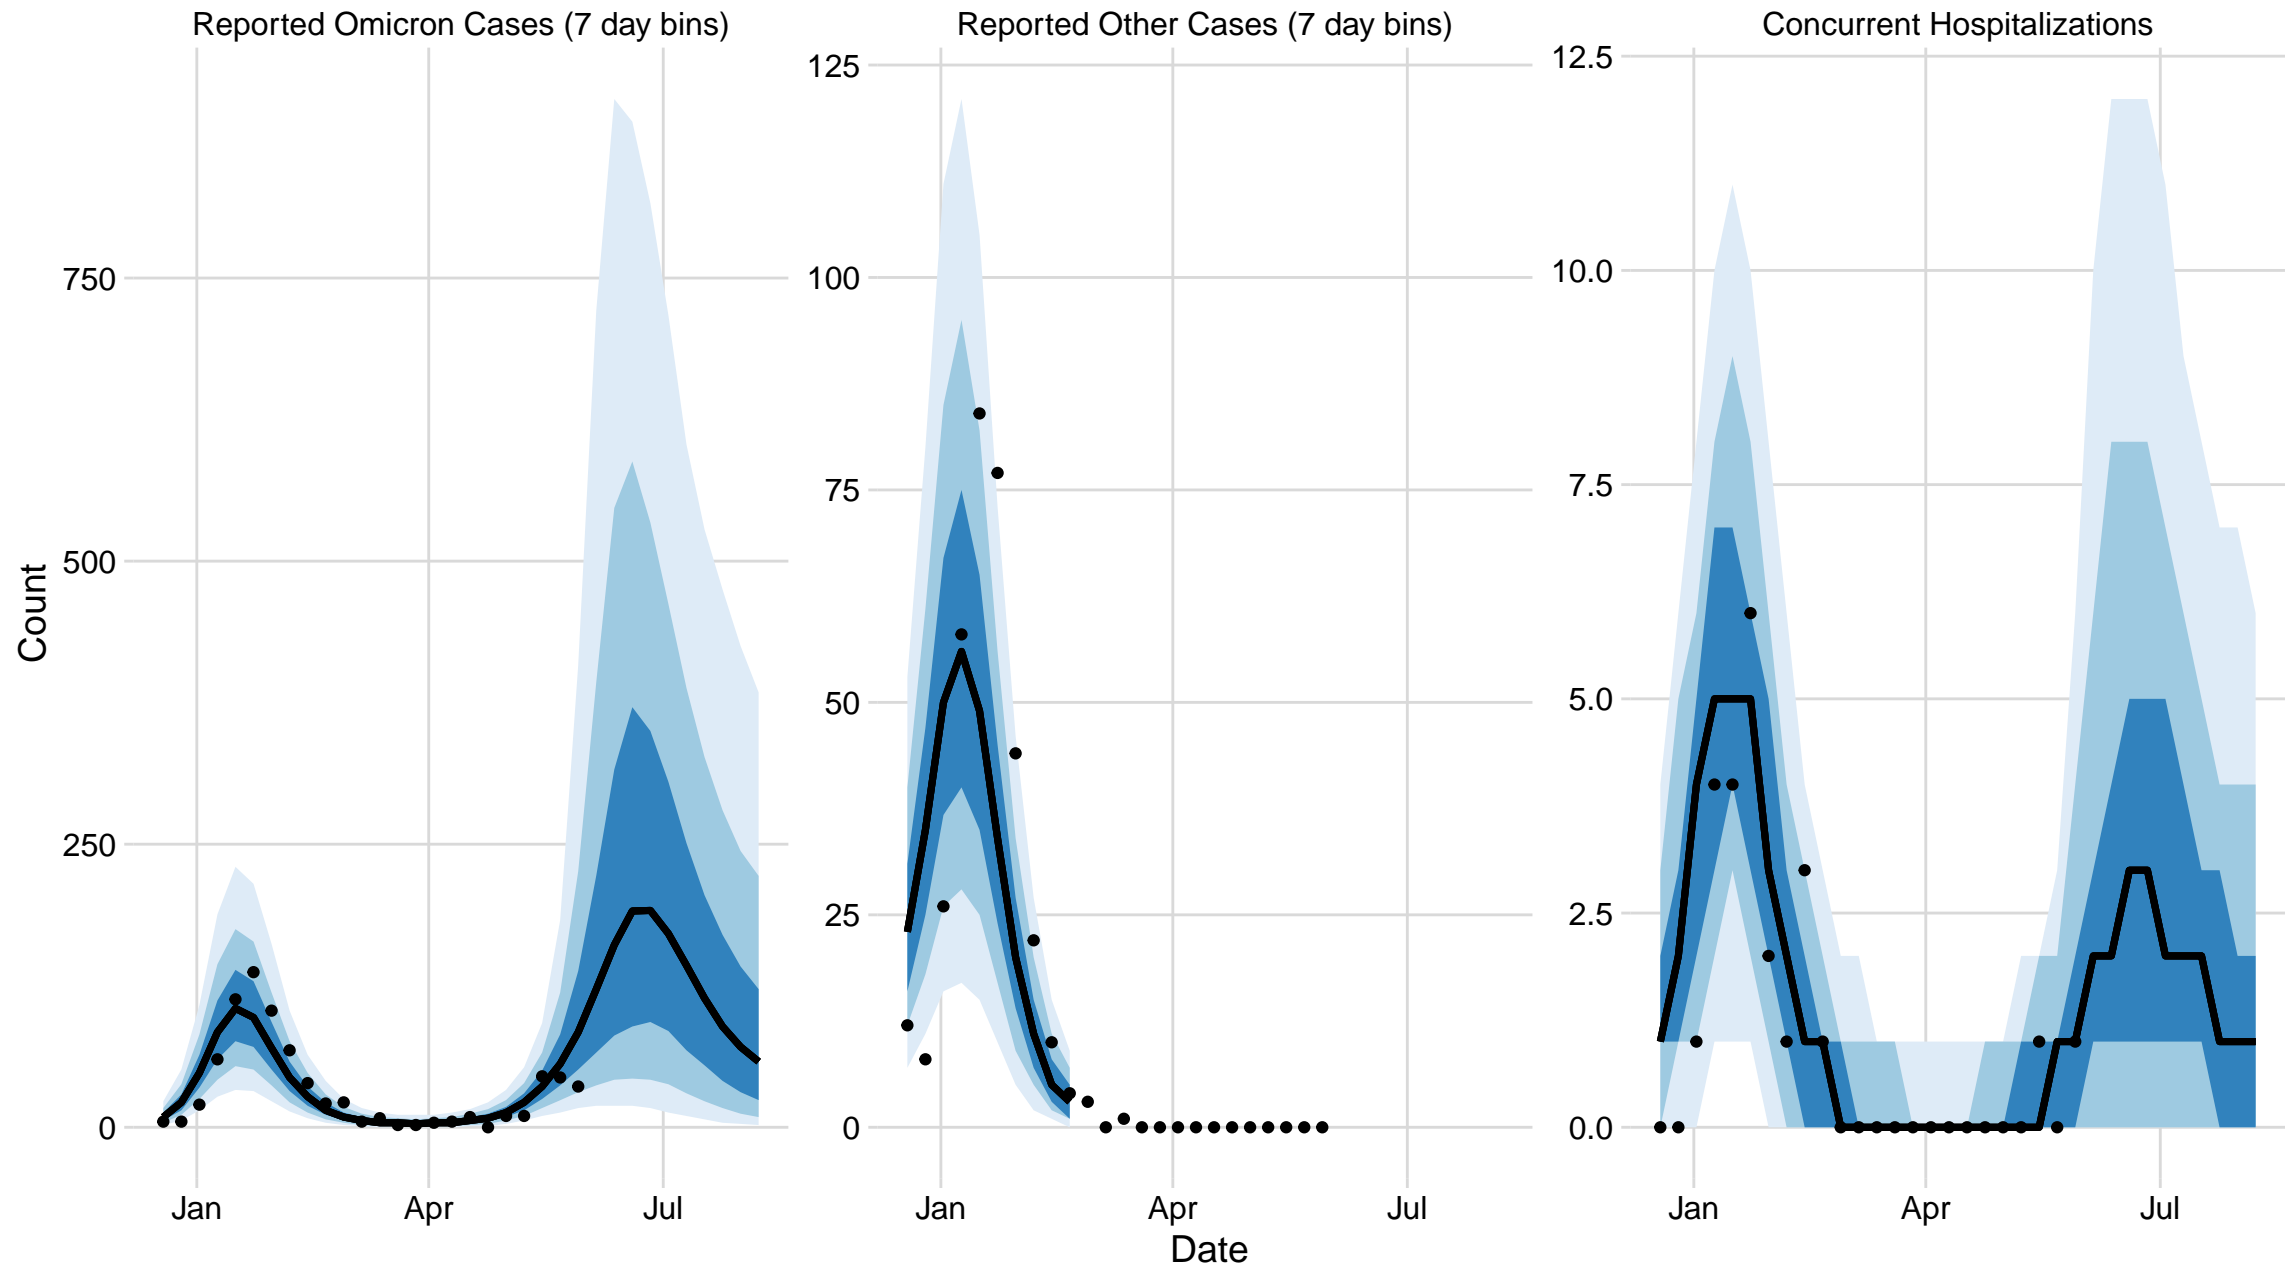 Reported Omicron Cases (7 day bins)
Reported Other Cases (7 day bins)
Concurrent Hospitalizations
Count
750
500
250
0
Jan
Apr
Jul
125
100
75
50
25
0
Jan
Apr
Jul
12.5
10.0
7.5
5.0
2.5
0.0
Jan
Apr
Jul
Date